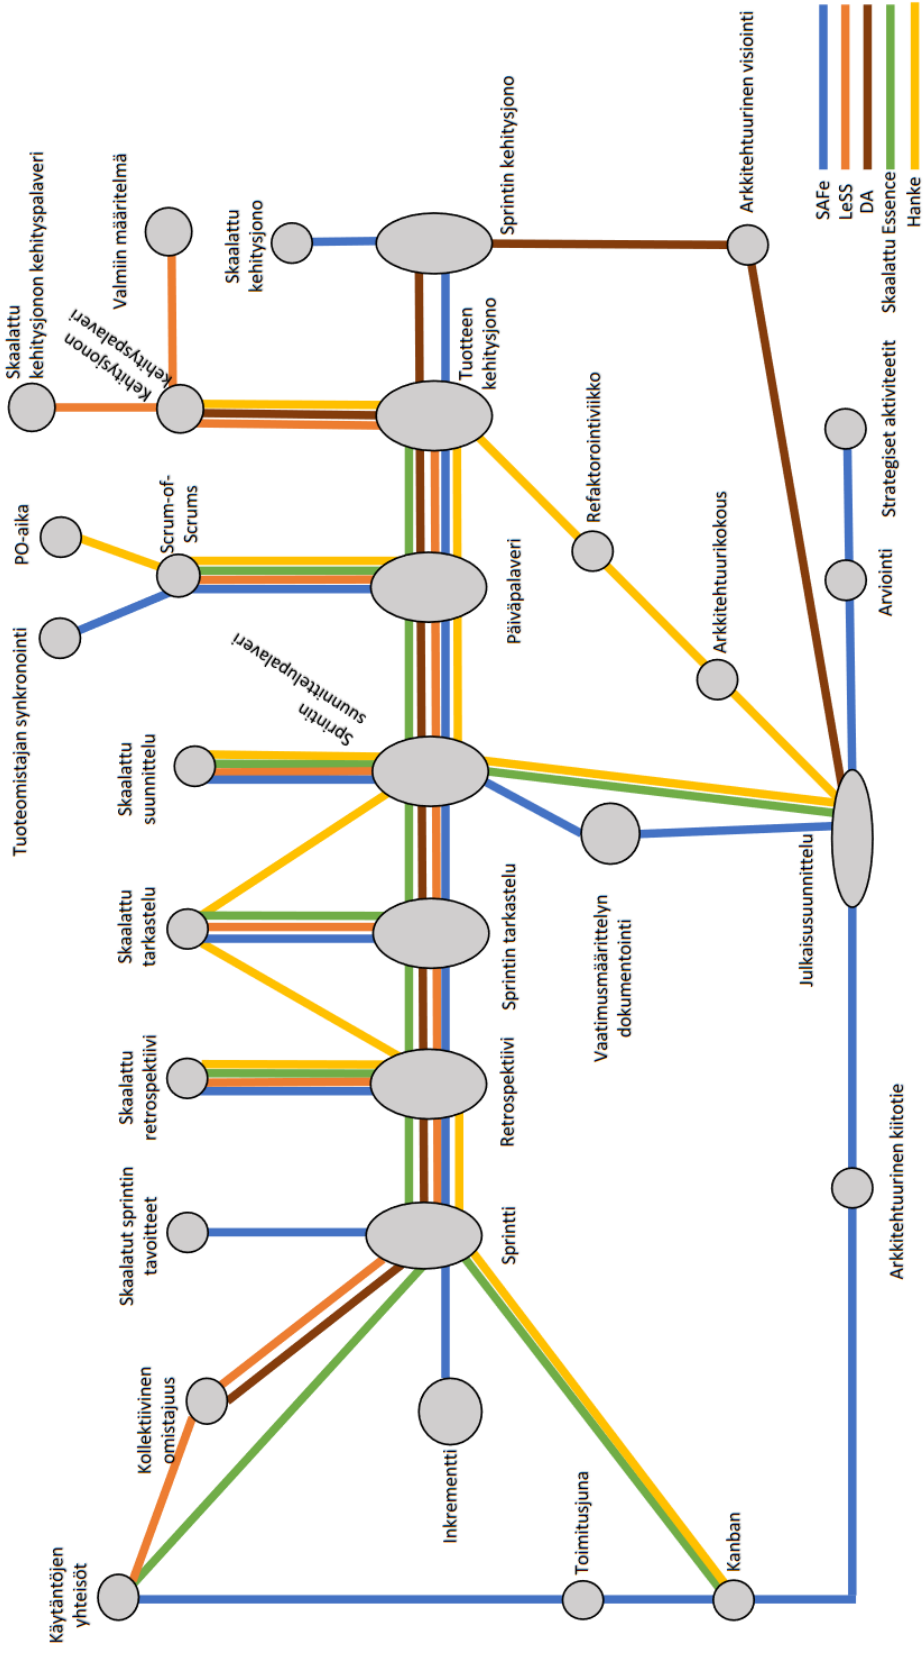 Käytäntöjen
yhteisöt
Kollektiivinen
omistajuus
Skaalatut sprintin
tavoitteet
Skaalattu
retrospektiivi
Skaalattu
tarkastelu
Skaalattu
suunnittelu
Tuoteomistajan synkronointi
PO-aika
Scrum-of-
Scrums
Skaalattu
kehitysjonon kehityspalaveri
kehitysjonon
kehityspalaveri
Valmiin määritelmä
Skaalattu
kehitysjono
Inkrementti
Sprintti
Retrospektiivi
Sprintin tarkastelu
Sprintin
suunnittelupalaveri
Päiväpalaveri
Tuotteen
kehitysjono
Sprintin kehitysjono
Toimitusjuna
Kanban
Vaatimusmäärittelyn
dokumentointi
Arkkitehtuurikokous
Refaktorointiviikko
Arkkitehtuurinen visiointi
Arkkitehtuurinen kiitotie
Julkaisusuunnittelu
Arviointi
Strategiset aktiviteetit
SAFe
LeSS
DA
Skaalattu Essence
Hanke